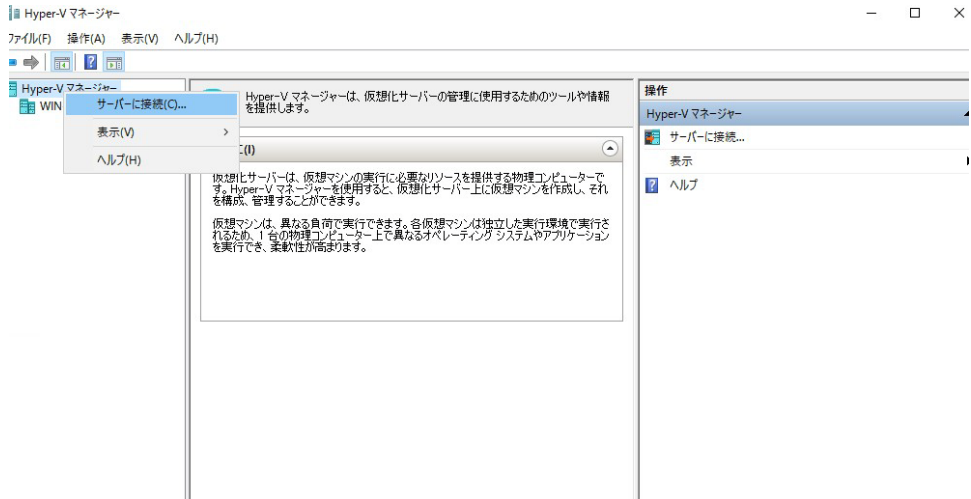 Hyper-V マネージャー
ファイル(F) 操作(A) 表示(V) ヘルプ(H)
Hyper-V マネージャー
WIN
サーバーに接続(C)...
表示(V)
ヘルプ(H)
Hyper-V マネージャーは、仮想化サーバーの管理に使用するためのツールや情報
を提供します。
(I)
仮想化サーバーは、仮想マシンの実行に必要なリソースを提供する物理コンピューターで
す。Hyper-V マネージャーを使用すると、仮想化サーバー上に仮想マシンを作成し、それ
を構成、管理することができます。
仮想マシンは、異なる負荷で実行できます。各仮想マシンは独立した実行環境で実行さ
れるため、1 台の物理コンピューター上で異なるオペレーティング システムやアプリケーション
を実行でき、柔軟性が高まります。
操作
Hyper-V マネージャー
サーバーに接続...
表示
ヘルプ